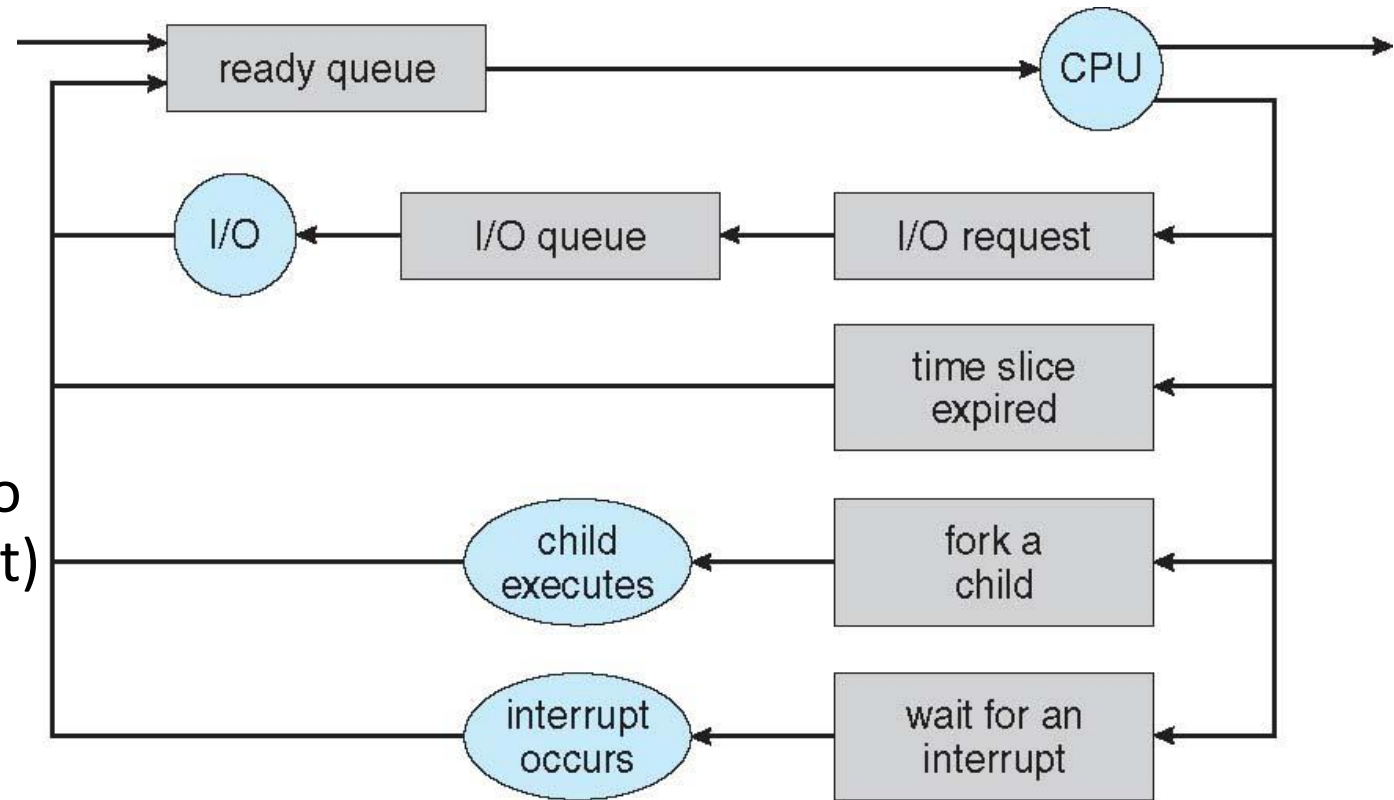 ready queue
CPU
I/O
I/O queue
I/O request
time slice
expired
child
executes
fork a
child
interrupt
occurs
wait for an
interrupt